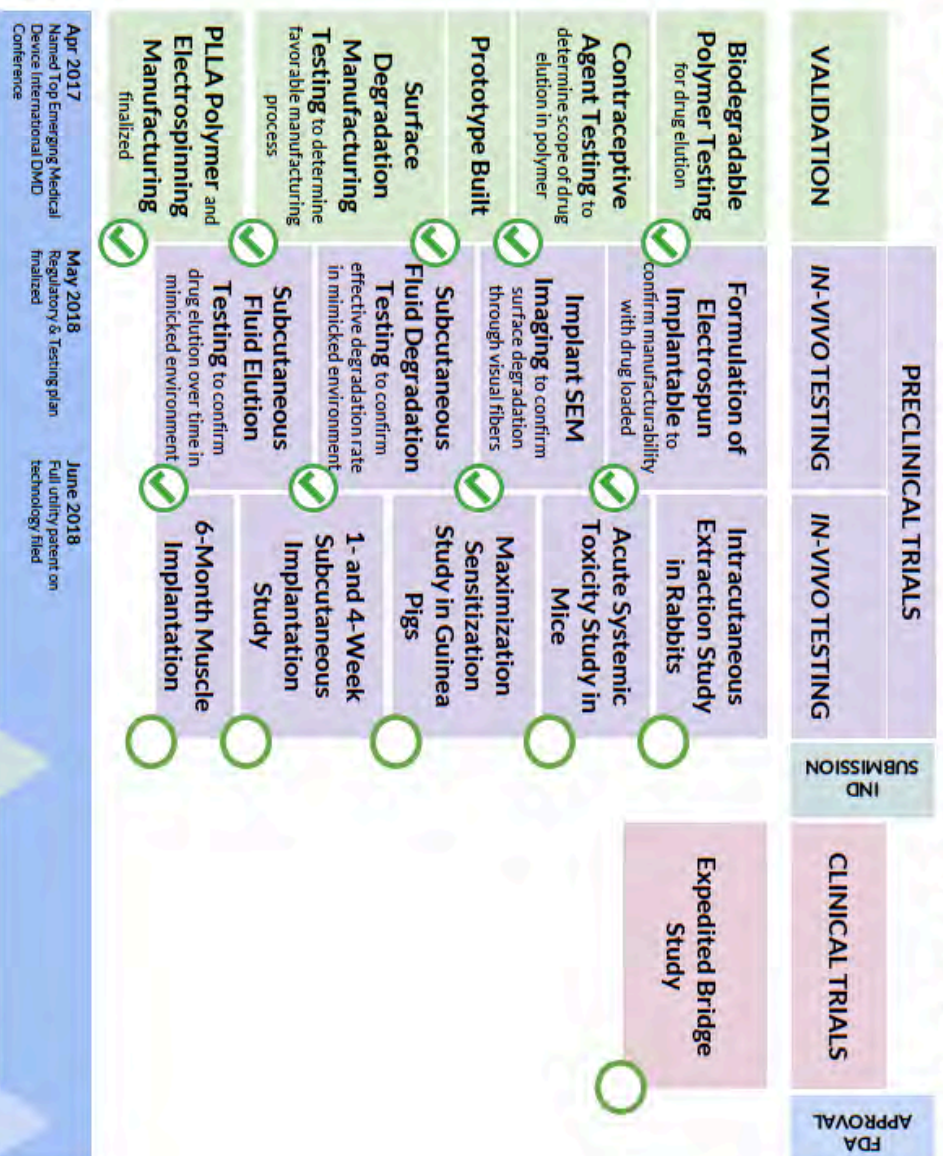 PRECLINICAL TRIALS
VALIDATION
IN-VIVO TESTING
IN-VIVO TESTING
IND
SUBMISSION
CLINICAL TRIALS
FDA
APPROVAL
Biodegradable
Polymer Testing
for drug elution
Contraceptive
Agent Testing to
determine scope of drug
elution in polymer
Prototype Built
Surface
Degradation
Manufacturing
Testing to determine
favorable manufacturing
process
PLLA Polymer and
Electrospinning
Manufacturing
finalized
Formulation of
Electrospun
Implantable to
confirm manufacturability
with drug loaded
Implant SEM
Imaging to confirm
surface degradation
through visual fibers
Subcutaneous
Fluid Degradation
Testing to confirm
effective degradation rate
in mimicked environment
Subcutaneous
Fluid Elution
Testing to confirm
drug elution over time in
mimicked environment
Intracutaneous
Extraction Study
in Rabbits
Acute Systemic
Toxicity Study in
Mice
Maximization
Sensitization
Study in Guinea
Pigs
1- and 4-Week
Subcutaneous
Implantation
Study
6-Month Muscle
Implantation
Expedited Bridge
Study
Apr 2017
Named Top Emerging Medical
Device International DMD
Conference
May 2018
Regulatory & Testing plan
finalized
June 2018
Full utility patent on
technology filed